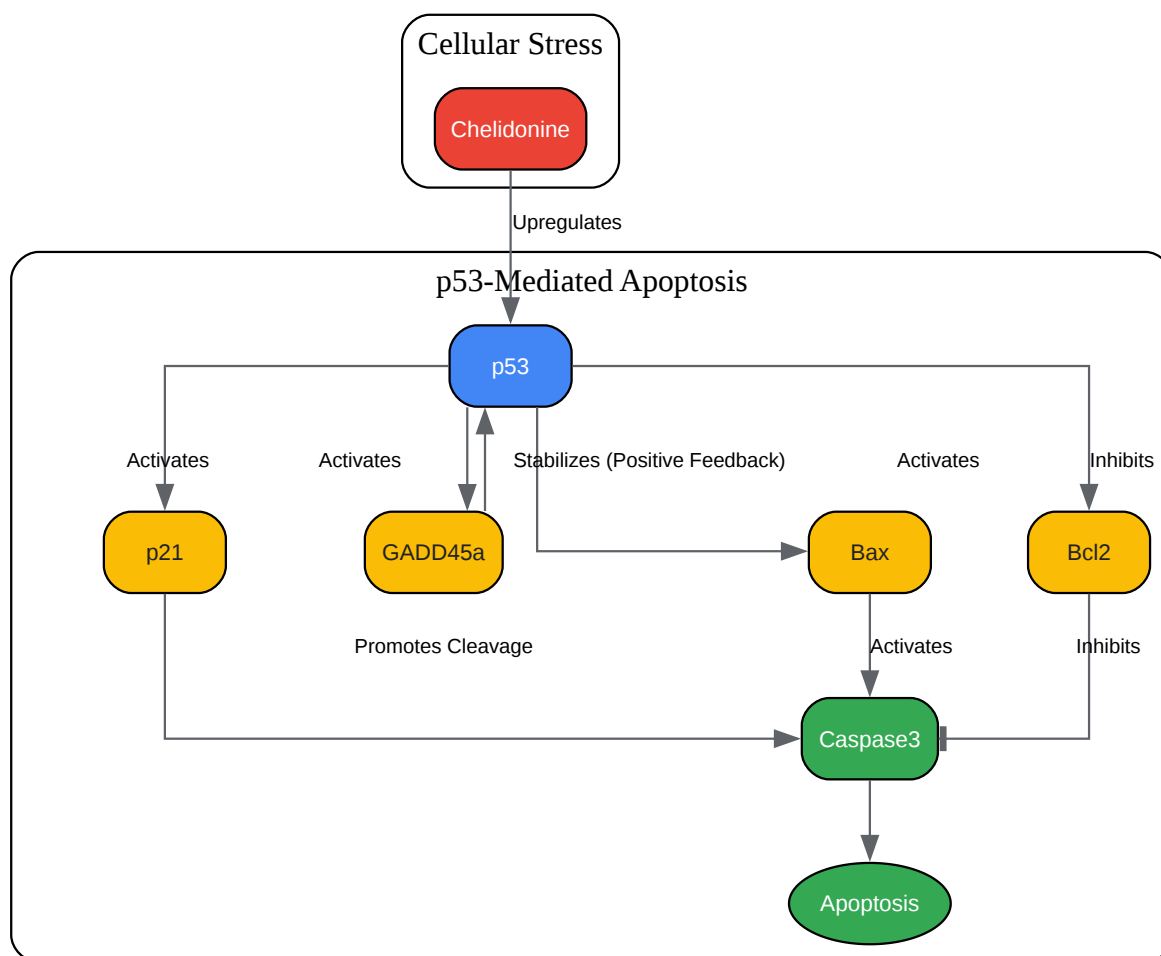 Cellular Stress
Chelidonine
Upregulates
p53-Mediated Apoptosis
p53
Activates
Activates
Stabilizes (Positive Feedback)
Activates
Inhibits
p21
GADD45a
Bax
Bcl2
Promotes Cleavage
Activates
Inhibits
Caspase3
Apoptosis